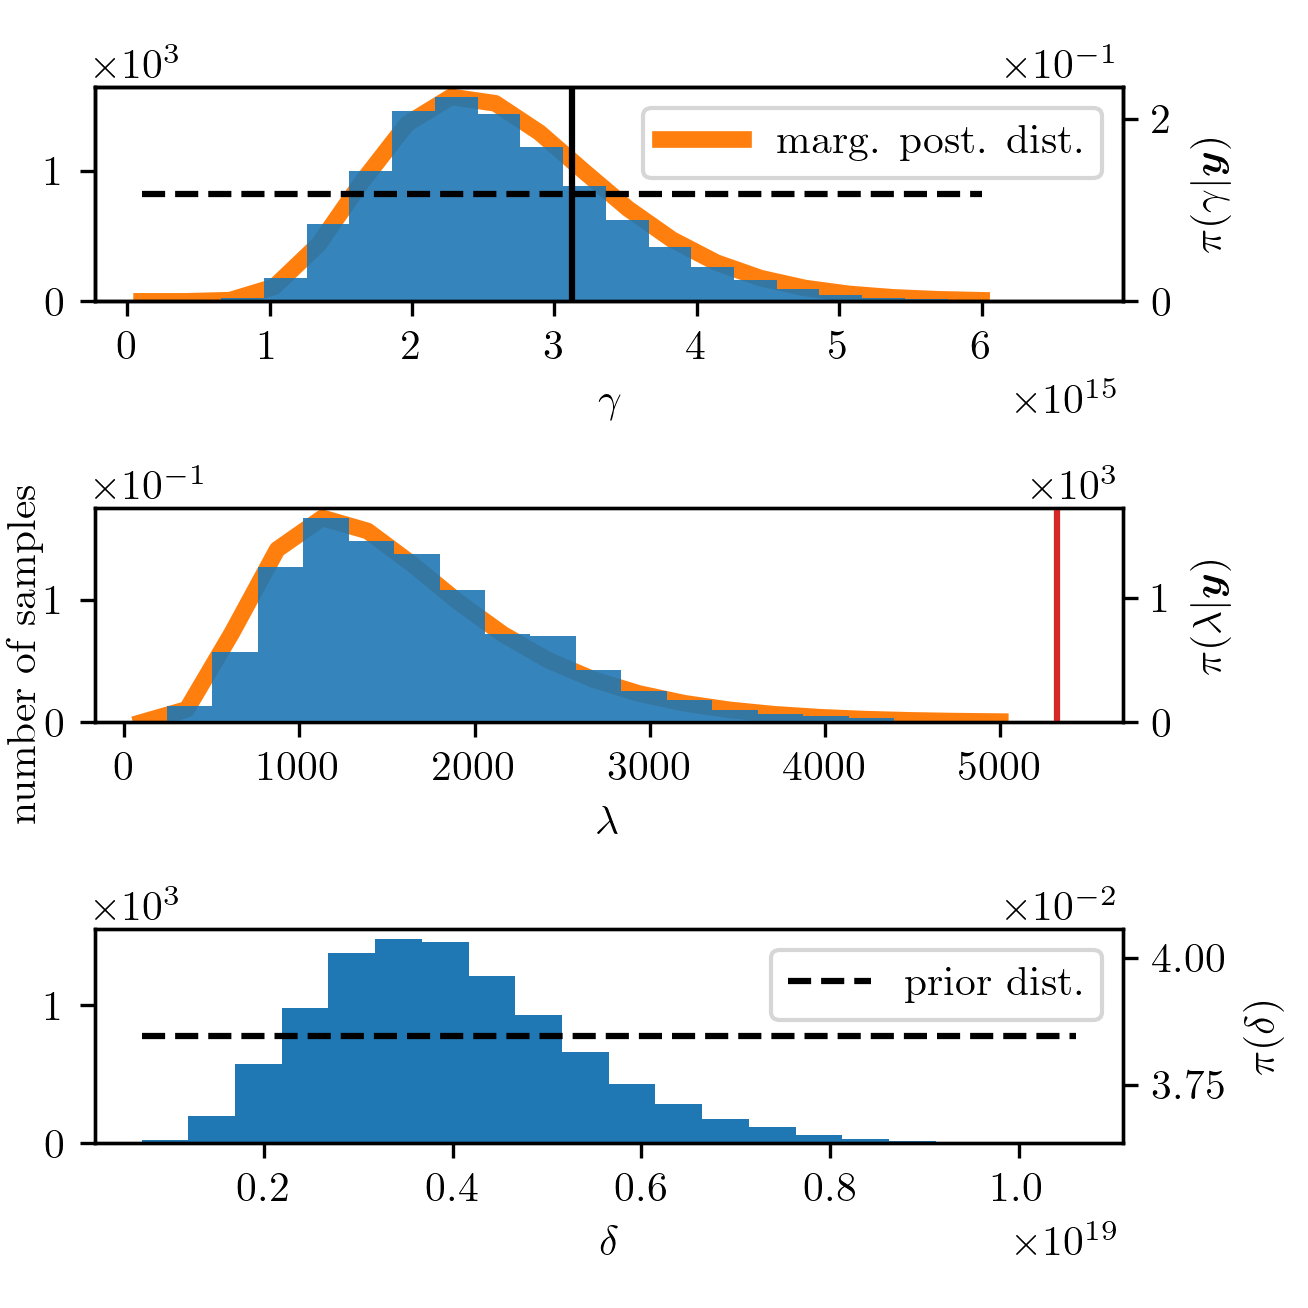 ×10³ ×10⁻¹
marg. post. dist.
1
0
2
0
π(γ|y)
0 1 2 3 4 5 6
γ ×10¹⁵
×10⁻¹ ×10³
number of samples
1
0
1
0
π(λ|y)
0 1000 2000 3000 4000 5000
λ
×10³ ×10⁻²
prior dist.
1
0
4.00
3.75
π(δ)
0.2 0.4 0.6 0.8 1.0
δ ×10¹⁹